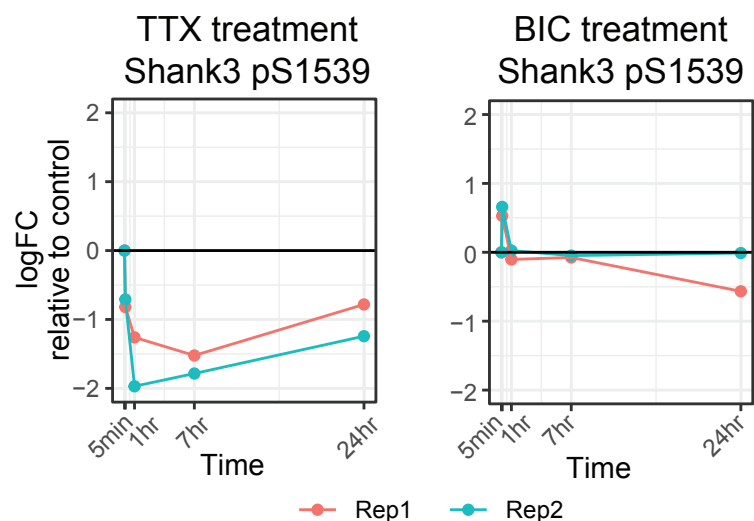 TTX treatment
Shank3 pS1539
BIC treatment
Shank3 pS1539
logFC
relative to control
2
1
0
−1
−2
5min
1hr
7hr
24hr
Time
2
1
0
−1
−2
5min
1hr
7hr
24hr
Time
Rep1
Rep2